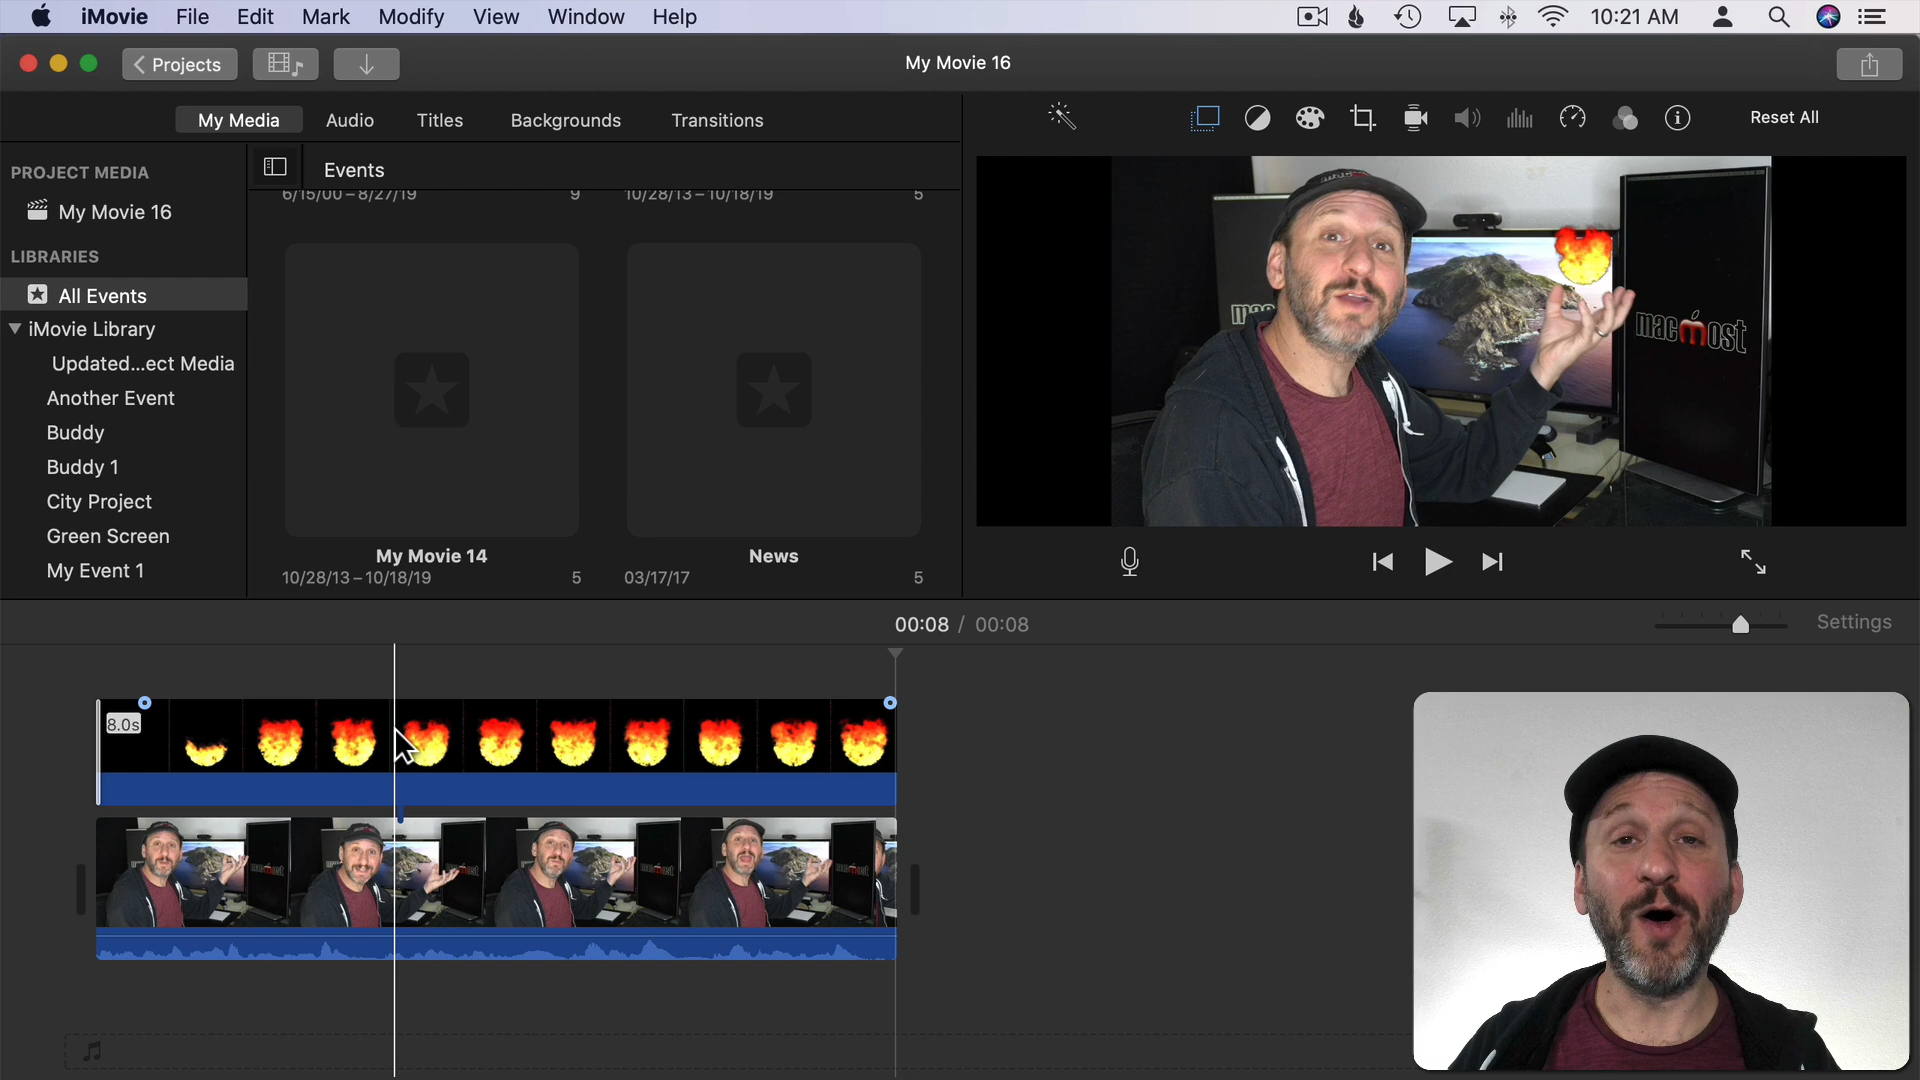 iMovie File Edit Mark Modify View Window Help 10:21 AM
Projects My Movie 16
My Media Audio Titles Backgrounds Transitions Reset All
PROJECT MEDIA
My Movie 16
LIBRARIES
All Events
iMovie Library
Updated...ect Media
Another Event
Buddy
Buddy 1
City Project
Green Screen
My Event 1
Events
6/15/00 – 8/27/19 9 10/28/13 – 10/18/19 5
My Movie 14 News
10/28/13 – 10/18/19 5 03/17/17 5
mac
macmost
00:08 / 00:08 Settings
8.0s